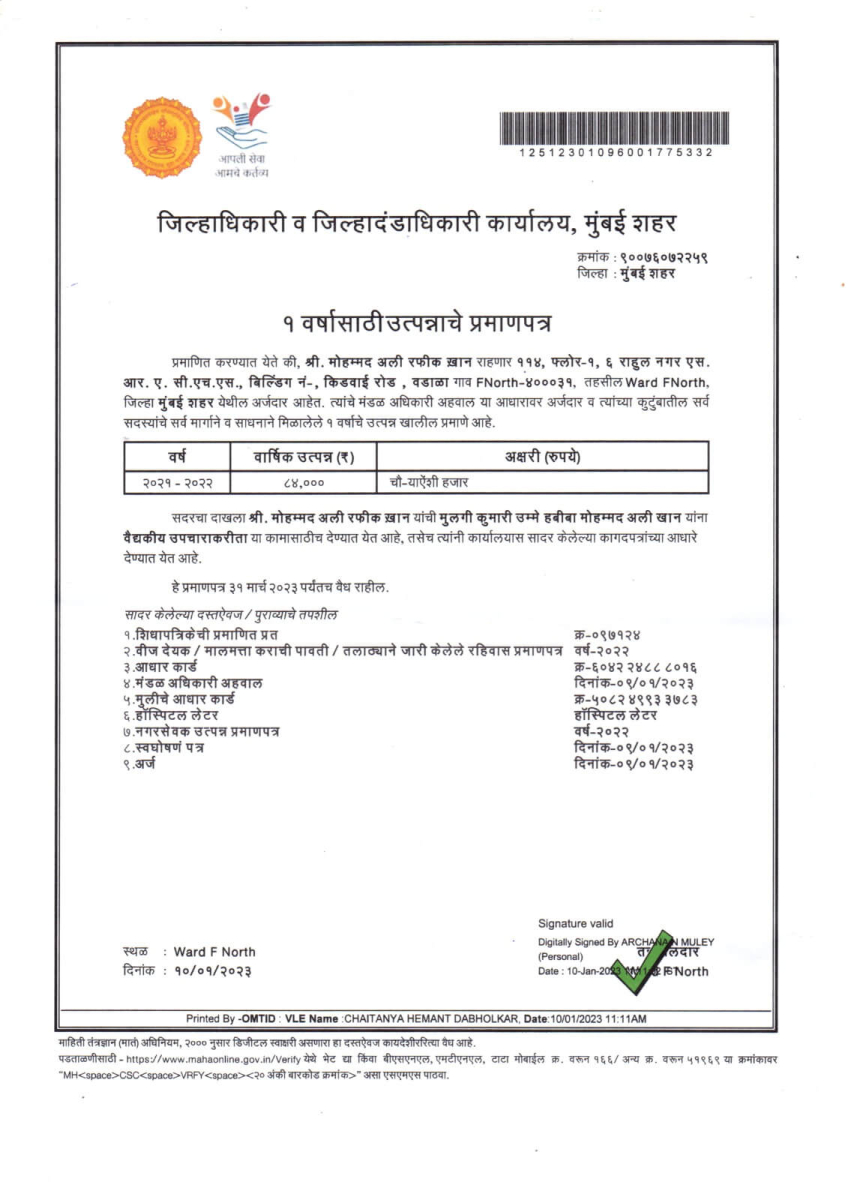 आपली सेवा
आमचे कर्तव्य
12512301096001775332
जिल्हाधिकारी व जिल्हादंडाधिकारी कार्यालय, मुंबई शहर
क्रमांक : ९००७६०७२२५९
जिल्हा : मुंबई शहर
१ वर्षासाठी उत्पन्नाचे प्रमाणपत्र
प्रमाणित करण्यात येते की, श्री. मोहम्मद अली रफीक ख़ान राहणार ११४, फ्लोर-१, ६ राहुल नगर एस.
आर. ए. सी.एच.एस., बिल्डिंग नं-, किडवाई रोड , वडाळा गाव FNorth-४०००३१, तहसील Ward FNorth,
जिल्हा मुंबई शहर येथील अर्जदार आहेत. त्यांचे मंडळ अधिकारी अहवाल या आधारावर अर्जदार व त्यांच्या कुटुंबातील सर्व
सदस्यांचे सर्व मार्गाने व साधनाने मिळालेले १ वर्षाचे उत्पन्न खालील प्रमाणे आहे.
वर्ष वार्षिक उत्पन्न (₹) अक्षरी (रुपये)
२०२१ - २०२२ ८४,००० चौ-याऐंशी हजार
सदरचा दाखला श्री. मोहम्मद अली रफीक ख़ान यांची मुलगी कुमारी उम्मे हबीबा मोहम्मद अली खान यांना
वैद्यकीय उपचाराकरीता या कामासाठीच देण्यात येत आहे, तसेच त्यांनी कार्यालयास सादर केलेल्या कागदपत्रांच्या आधारे
देण्यात येत आहे.
हे प्रमाणपत्र ३१ मार्च २०२३ पर्यंतच वैध राहील.
सादर केलेल्या दस्तऐवज / पुराव्याचे तपशील
१.शिधापत्रिकेची प्रमाणित प्रत क्र-०९७१२४
२.वीज देयक / मालमत्ता कराची पावती / तलाठ्याने जारी केलेले रहिवास प्रमाणपत्र वर्ष-२०२२
३.आधार कार्ड क्र-६०४२ २४८८ ८०१६
४.मंडळ अधिकारी अहवाल दिनांक-०९/०१/२०२३
५.मुलीचे आधार कार्ड क्र-५०८२ ४९९३ ३७८३
६.हॉस्पिटल लेटर हॉस्पिटल लेटर
७.नगरसेवक उत्पन्न प्रमाणपत्र वर्ष-२०२२
८.स्वघोषणं पत्र दिनांक-०९/०१/२०२३
९.अर्ज दिनांक-०९/०१/२०२३
Signature valid
Digitally Signed By ARCHANA N MULEY
(Personal)
Date : 10-Jan-2023
North
स्थळ : Ward F North
दिनांक : १०/०१/२०२३
Printed By -OMTID : VLE Name :CHAITANYA HEMANT DABHOLKAR, Date:10/01/2023 11:11AM
माहिती तंत्रज्ञान (मातं) अधिनियम, २००० नुसार डिजीटल स्वाक्षरी असणारा हा दस्तऐवज कायदेशीररित्या वैध आहे.
पडताळणीसाठी - https://www.mahaonline.gov.in/Verify येथे भेट द्या किंवा बीएसएनएल, एमटीएनएल, टाटा मोबाईल क्र. वरून १६६/ अन्य क्र. वरून ५१९६९ या क्रमांकावर
"MH<space>CSC<space>VRFY<space><२० अंकी बारकोड क्रमांक>" असा एसएमएस पाठवा.